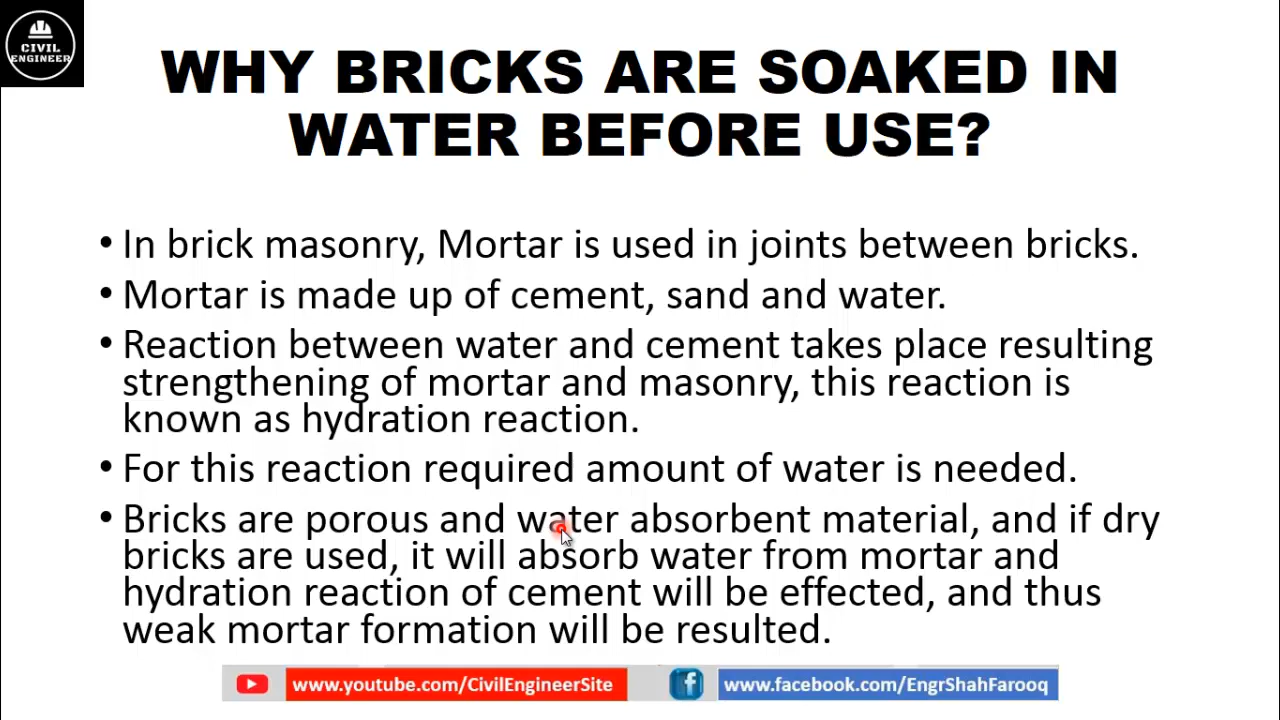 CIVIL
ENGINEER
WHY BRICKS ARE SOAKED IN
WATER BEFORE USE?
• In brick masonry, Mortar is used in joints between bricks.
• Mortar is made up of cement, sand and water.
• Reaction between water and cement takes place resulting
strengthening of mortar and masonry, this reaction is
known as hydration reaction.
• For this reaction required amount of water is needed.
• Bricks are porous and water absorbent material, and if dry
bricks are used, it will absorb water from mortar and
hydration reaction of cement will be effected, and thus
weak mortar formation will be resulted.
www.youtube.com/CivilEngineerSite
www.facebook.com/EngrShahFarooq